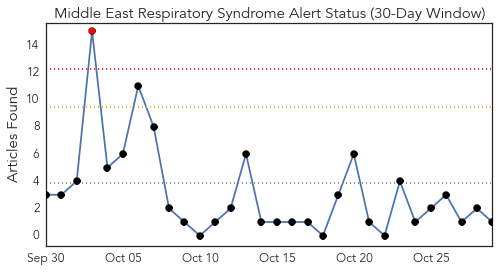 Middle East Respiratory Syndrome Alert Status (30-Day Window)
Articles Found
14
12
10
8
6
4
2
0
Sep 30 Oct 05 Oct 10 Oct 15 Oct 20 Oct 25